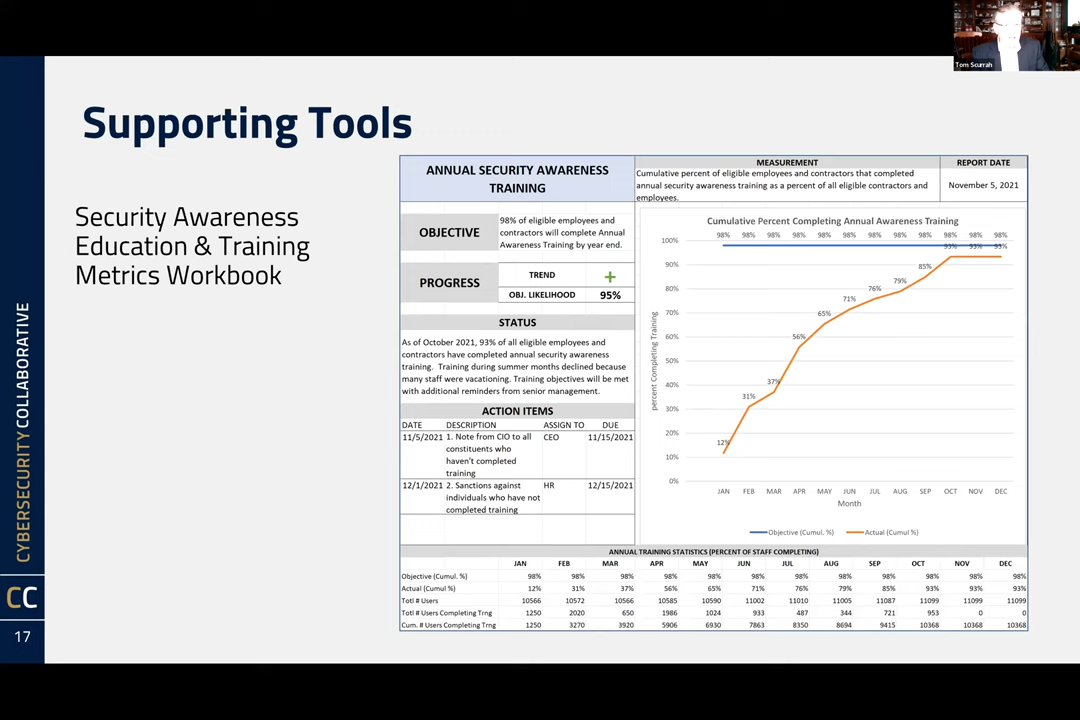 Tom Scurrah
Supporting Tools
Security Awareness
Education & Training
Metrics Workbook
CYBERSECURITY COLLABORATIVE
CC
17
ANNUAL SECURITY AWARENESS
TRAINING
MEASUREMENT
Cumulative percent of eligible employees and contractors that completed
annual security awareness training as a percent of all eligible contractors and
employees.
REPORT DATE
November 5, 2021
OBJECTIVE
98% of eligible employees and
contractors will complete Annual
Awareness Training by year end.
PROGRESS
TREND +
OBJ. LIKELIHOOD 95%
STATUS
As of October 2021, 93% of all eligible employees and
contractors have completed annual security awareness
training. Training during summer months declined because
many staff were vacationing. Training objectives will be met
with additional reminders from senior management.
ACTION ITEMS
DATE DESCRIPTION ASSIGN TO DUE
11/5/2021 1. Note from CIO to all CEO 11/15/2021
constituents who
haven't completed
training
12/1/2021 2. Sanctions against HR 12/15/2021
individuals who have not
completed training
Cumulative Percent Completing Annual Awareness Training
98% 98% 98% 98% 98% 98% 98% 98% 98% 98% 98% 98%
100%
90%
80%
70%
60%
50%
40%
30%
20%
10%
0%
percent Completing Training
12% 31% 37% 56% 65% 71% 76% 79% 85% 93% 93% 93%
JAN FEB MAR APR MAY JUN JUL AUG SEP OCT NOV DEC
Month
Objective (Cumul. %) Actual (Cumul %)
ANNUAL TRAINING STATISTICS (PERCENT OF STAFF COMPLETING)
JAN FEB MAR APR MAY JUN JUL AUG SEP OCT NOV DEC
Objective (Cumul. %) 98% 98% 98% 98% 98% 98% 98% 98% 98% 98% 98% 98%
Actual (Cumul %) 12% 31% 37% 56% 65% 71% 76% 79% 85% 93% 93% 93%
Totl # Users 10566 10572 10566 10585 10590 11002 11010 11005 11087 11099 11099 11099
Totl # Users Completing Trng 1250 2020 650 1986 1024 933 487 344 721 953 0 0
Cum. # Users Completing Trng 1250 3270 3920 5906 6930 7863 8350 8694 9415 10368 10368 10368